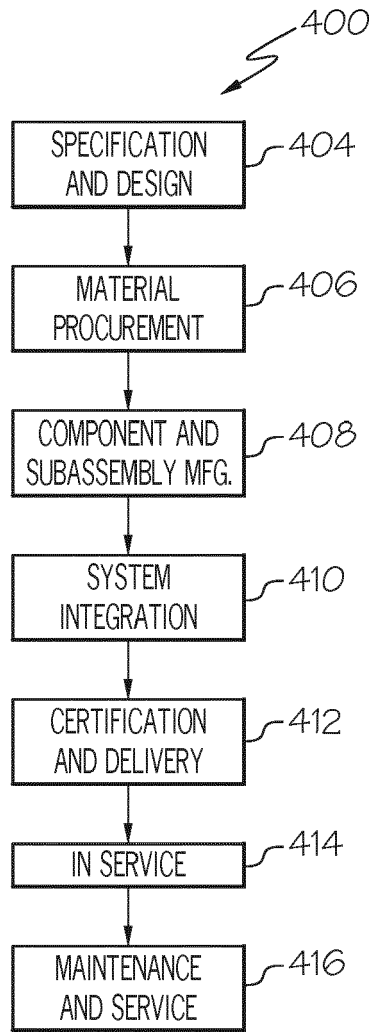 400
SPECIFICATION
AND DESIGN
404
MATERIAL
PROCUREMENT
406
COMPONENT AND
SUBASSEMBLY MFG.
408
SYSTEM
INTEGRATION
410
CERTIFICATION
AND DELIVERY
412
IN SERVICE
414
MAINTENANCE
AND SERVICE
416